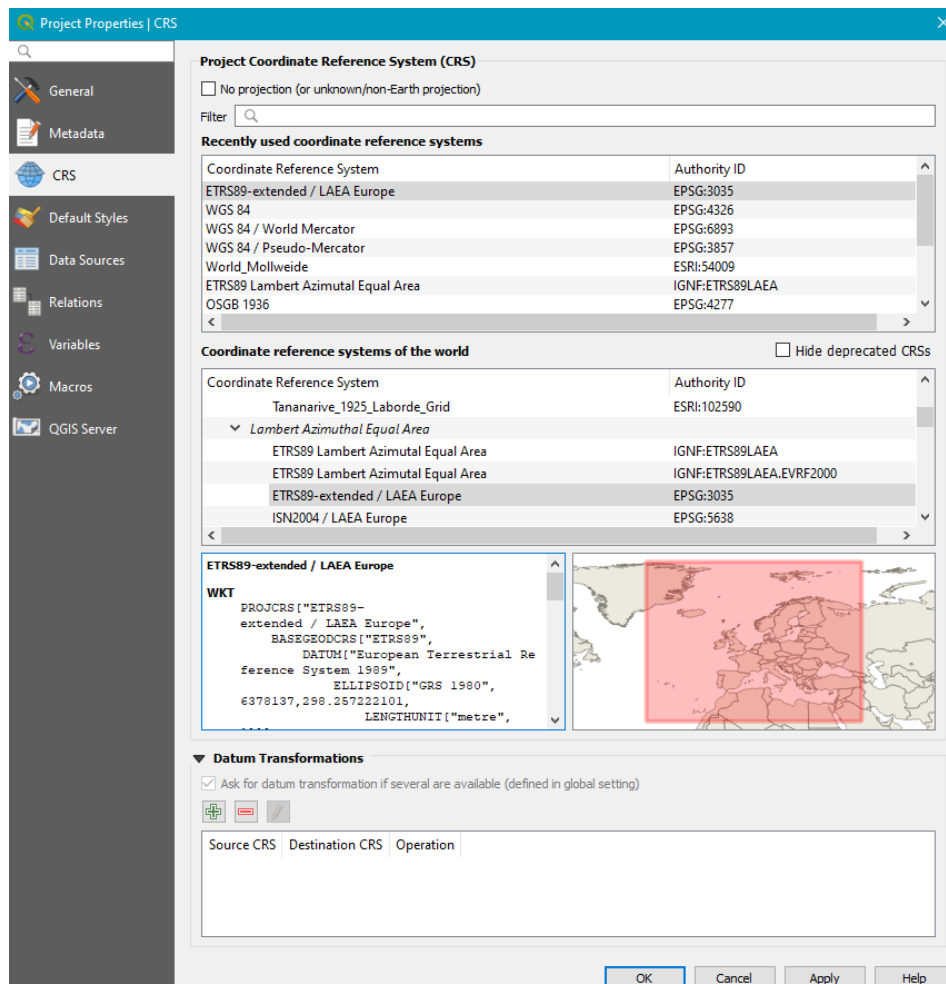 Project Properties | CRS
General
Metadata
CRS
Default Styles
Data Sources
Relations
Variables
Macros
QGIS Server
Project Coordinate Reference System (CRS)
No projection (or unknown/non-Earth projection)
Filter
Recently used coordinate reference systems
Coordinate Reference System Authority ID
ETRS89-extended / LAEA Europe EPSG:3035
WGS 84 EPSG:4326
WGS 84 / World Mercator EPSG:6893
WGS 84 / Pseudo-Mercator EPSG:3857
World_Mollweide ESRI:54009
ETRS89 Lambert Azimutal Equal Area IGNF:ETRS89LAEA
OSGB 1936 EPSG:4277
Coordinate reference systems of the world Hide deprecated CRSs
Coordinate Reference System Authority ID
Tananarive_1925_Laborde_Grid ESRI:102590
Lambert Azimuthal Equal Area
ETRS89 Lambert Azimutal Equal Area IGNF:ETRS89LAEA
ETRS89 Lambert Azimutal Equal Area IGNF:ETRS89LAEA.EVRF2000
ETRS89-extended / LAEA Europe EPSG:3035
ISN2004 / LAEA Europe EPSG:5638
ETRS89-extended / LAEA Europe
WKT
PROJCRS["ETRS89-
extended / LAEA Europe",
BASEGEODCRS["ETRS89",
DATUM["European Terrestrial Re
ference System 1989",
ELLIPSOID["GRS 1980",
6378137,298.257222101,
LENGTHUNIT["metre",
Datum Transformations
Ask for datum transformation if several are available (defined in global setting)
Source CRS Destination CRS Operation
OK Cancel Apply Help